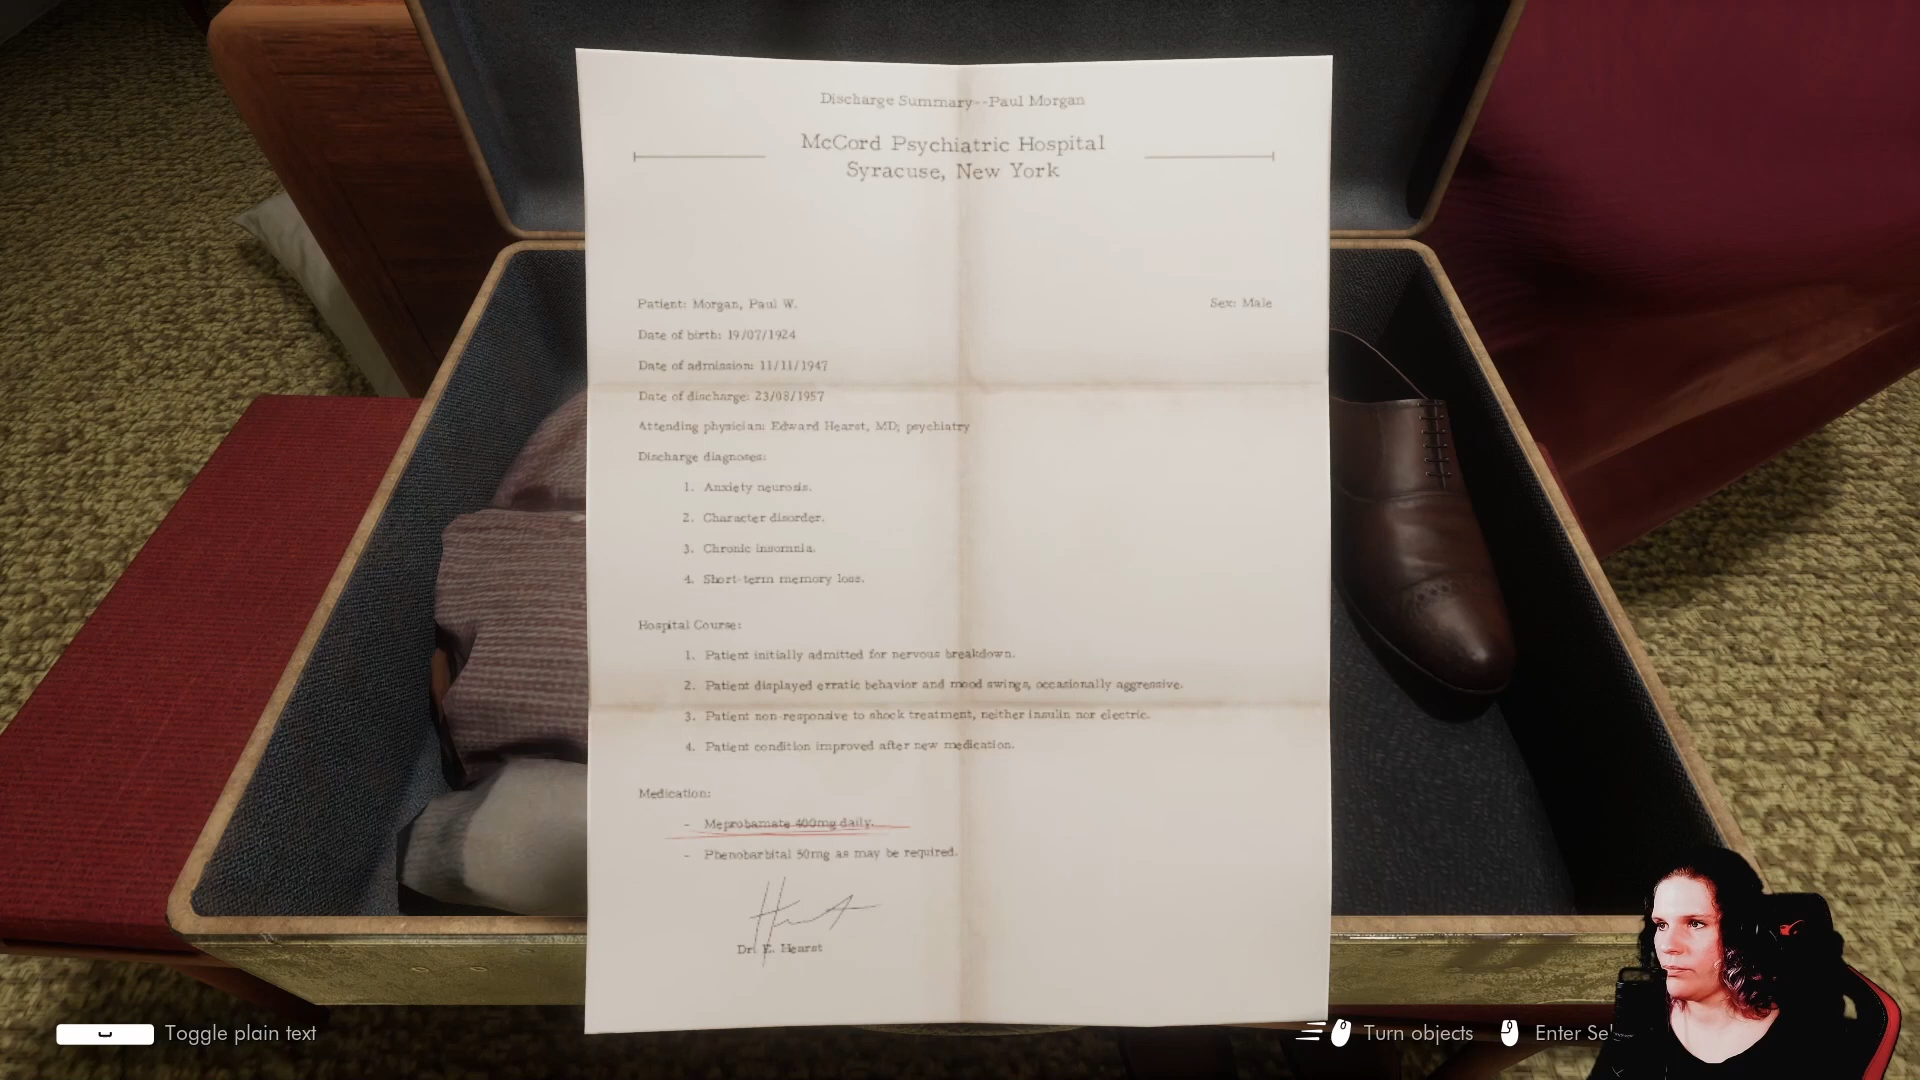 Discharge Summary--Paul Morgan
McCord Psychiatric Hospital
Syracuse, New York
Patient: Morgan, Paul W.
Sex: Male
Date of birth: 19/07/1924
Date of admission: 11/11/1947
Date of discharge: 23/08/1957
Attending physician: Edward Hearst, MD; psychiatry
Discharge diagnoses:
1. Anxiety neurosis.
2. Character disorder.
3. Chronic insomnia.
4. Short-term memory loss.
Hospital Course:
1. Patient initially admitted for nervous breakdown.
2. Patient displayed erratic behavior and mood swings, occasionally aggressive.
3. Patient non-responsive to shock treatment, neither insulin nor electric.
4. Patient condition improved after new medication.
Medication:
- Meprobamate 400mg daily.
- Phenobarbital 50mg as may be required.
Dr. E. Hearst
Toggle plain text
Turn objects
Enter Se